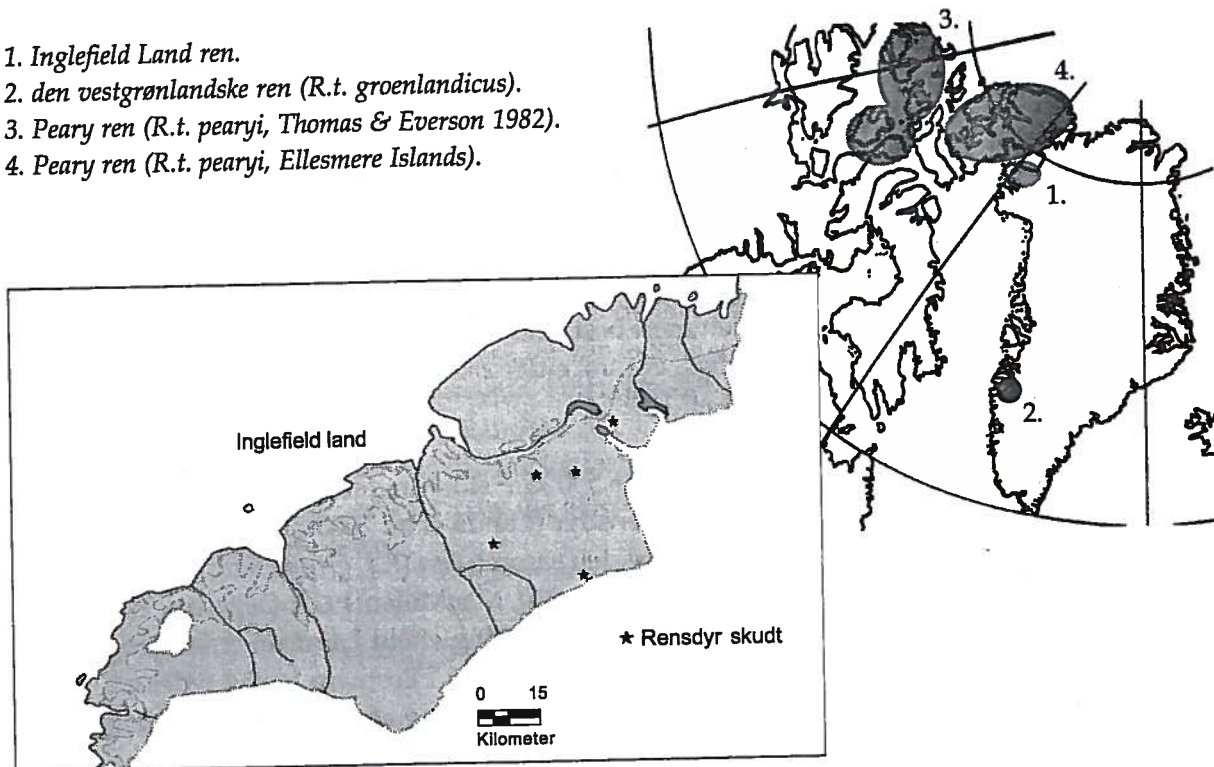 1. Inglefield Land ren.
2. den vestgrønlandske ren (R.t. groenlandicus).
3. Peary ren (R.t. pearyi, Thomas & Everson 1982).
4. Peary ren (R.t. pearyi, Ellesmere Islands).
3.
4.
1.
2.
Inglefield land
★ Rensdyr skudt
0 15
Kilometer